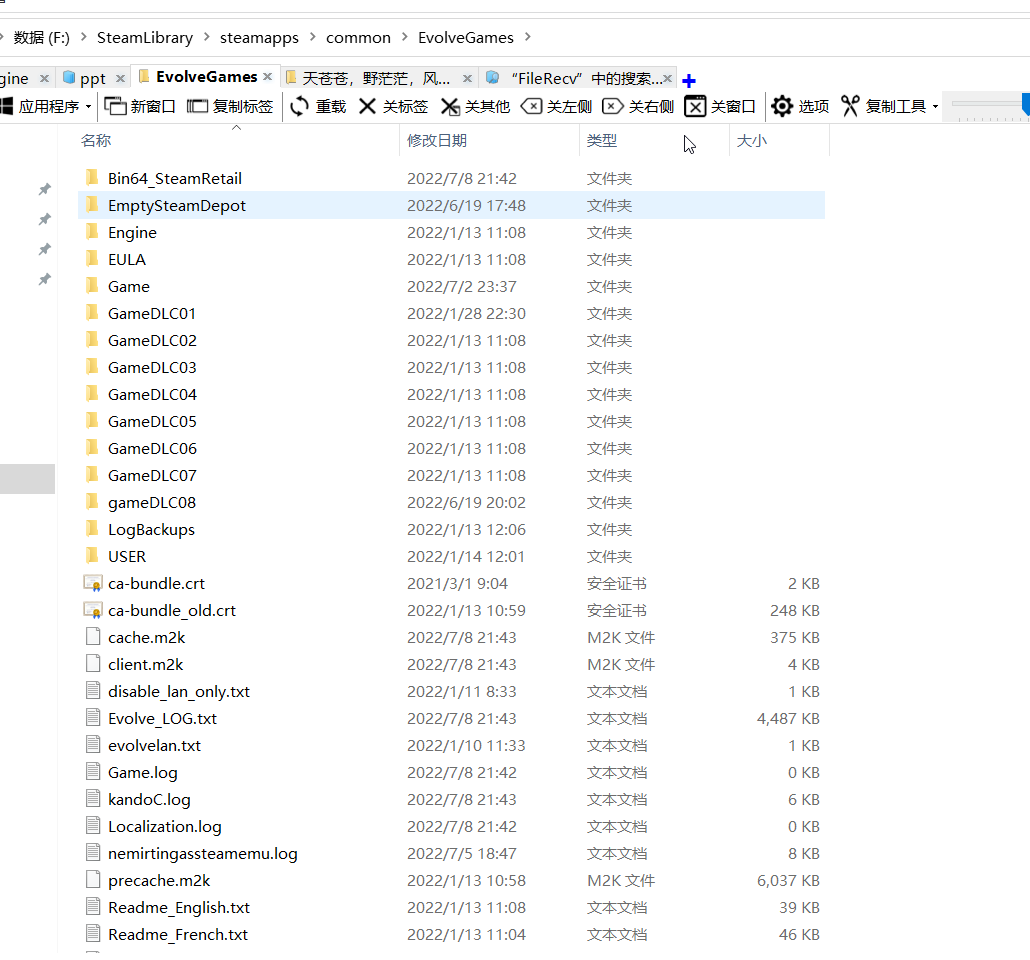 数据 (F:) > SteamLibrary > steamapps > common > EvolveGames >
gine × ppt × EvolveGames × 天苍苍，野茫茫，风... × “FileRecv”中的搜索...×
应用程序 新窗口 复制标签 重载 关标签 关其他 关左侧 关右侧 关窗口 选项 复制工具
名称 修改日期 类型 大小
Bin64_SteamRetail 2022/7/8 21:42 文件夹
EmptySteamDepot 2022/6/19 17:48 文件夹
Engine 2022/1/13 11:08 文件夹
EULA 2022/1/13 11:08 文件夹
Game 2022/7/2 23:37 文件夹
GameDLC01 2022/1/28 22:30 文件夹
GameDLC02 2022/1/13 11:08 文件夹
GameDLC03 2022/1/13 11:08 文件夹
GameDLC04 2022/1/13 11:08 文件夹
GameDLC05 2022/1/13 11:08 文件夹
GameDLC06 2022/1/13 11:08 文件夹
GameDLC07 2022/1/13 11:08 文件夹
gameDLC08 2022/6/19 20:02 文件夹
LogBackups 2022/1/13 12:06 文件夹
USER 2022/1/14 12:01 文件夹
ca-bundle.crt 2021/3/1 9:04 安全证书 2 KB
ca-bundle_old.crt 2022/1/13 10:59 安全证书 248 KB
cache.m2k 2022/7/8 21:43 M2K 文件 375 KB
client.m2k 2022/7/8 21:43 M2K 文件 4 KB
disable_lan_only.txt 2022/1/11 8:33 文本文档 1 KB
Evolve_LOG.txt 2022/7/8 21:43 文本文档 4,487 KB
evolvelan.txt 2022/1/10 11:33 文本文档 1 KB
Game.log 2022/7/8 21:42 文本文档 0 KB
kandoC.log 2022/7/8 21:43 文本文档 6 KB
Localization.log 2022/7/8 21:42 文本文档 0 KB
nemirtingassteamemu.log 2022/7/5 18:47 文本文档 8 KB
precache.m2k 2022/1/13 10:58 M2K 文件 6,037 KB
Readme_English.txt 2022/1/13 11:08 文本文档 39 KB
Readme_French.txt 2022/1/13 11:04 文本文档 46 KB